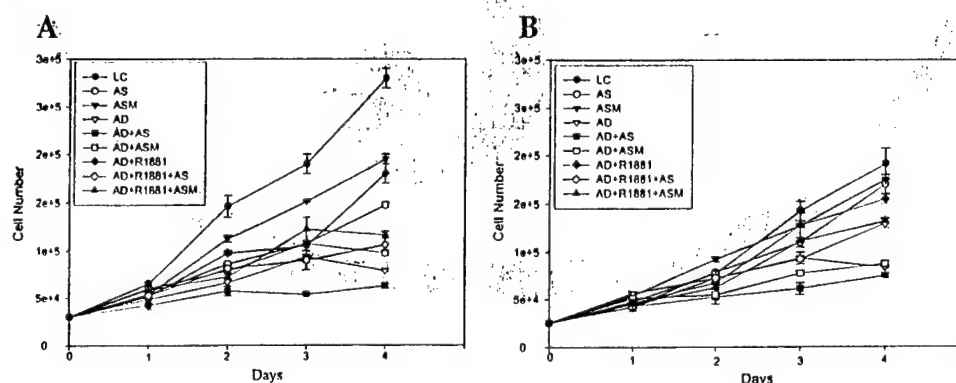 A
3e+5
3e+5
2e+5
2e+5
1e+5
5e+4
0
Cell Number
LC
AS
ASM
AD
AD+AS
AD+ASM
AD+R1881
AD+R1881+AS
AD+R1881+ASM
0 1 2 3 4
Days
B
3e+5
3e+5
2e+5
2e+5
1e+5
5e+4
0
Cell Number
LC
AS
ASM
AD
AD+AS
AD+ASM
AD+R1881
AD+R1881+AS
AD+R1881+ASM
0 1 2 3 4
Days